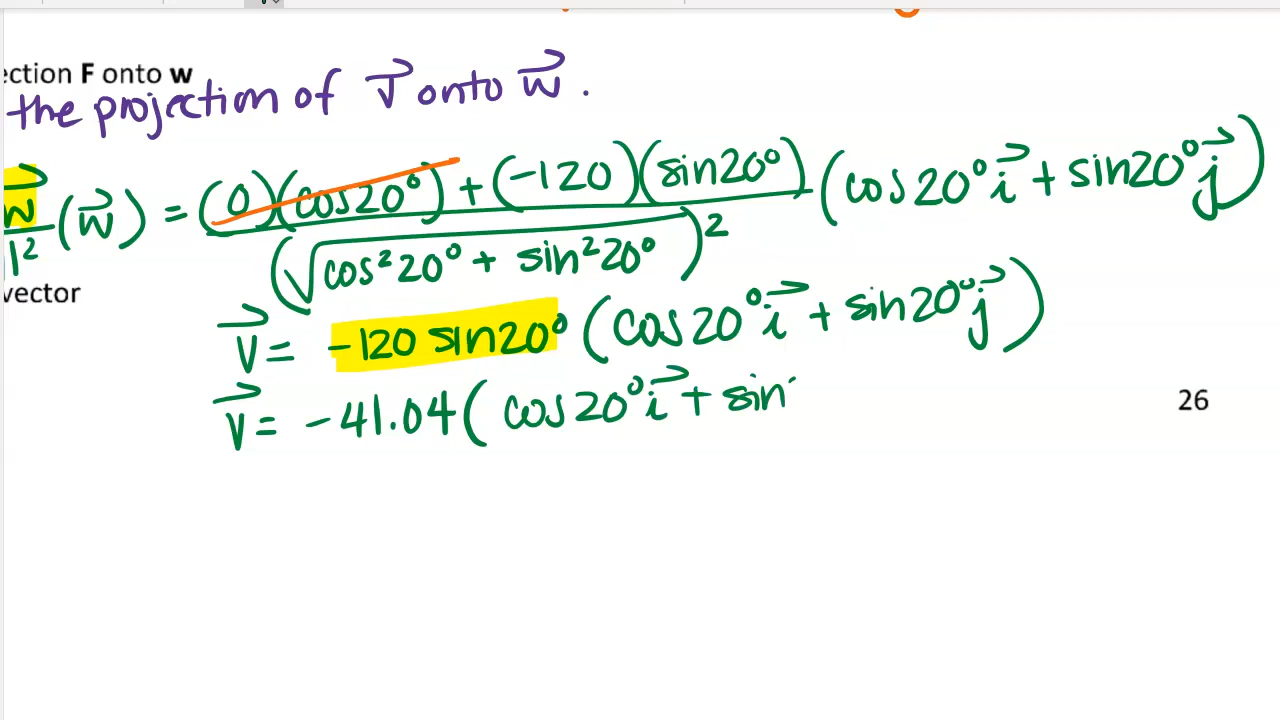 ection F onto w
the projection of v⃗ onto w⃗.
w⃗ / |² (w⃗) = (0)(cos20°) + (-120)(sin20°) / (√cos²20° + sin²20°)² (cos20°i⃗ + sin20°j⃗)
vector
v⃗ = -120 sin20° (cos20°i⃗ + sin20°j⃗)
v⃗ = -41.04( cos20°i⃗ + sin
26